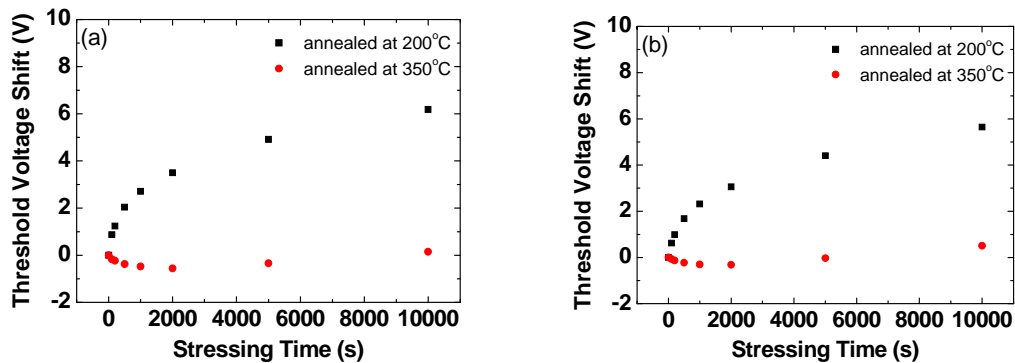 (a)
annealed at 200°C
annealed at 350°C
10
8
6
4
2
0
-2
Threshold Voltage Shift (V)
0 2000 4000 6000 8000 10000
Stressing Time (s)
(b)
annealed at 200°C
annealed at 350°C
10
8
6
4
2
0
-2
Threshold Voltage Shift (V)
0 2000 4000 6000 8000 10000
Stressing Time (s)